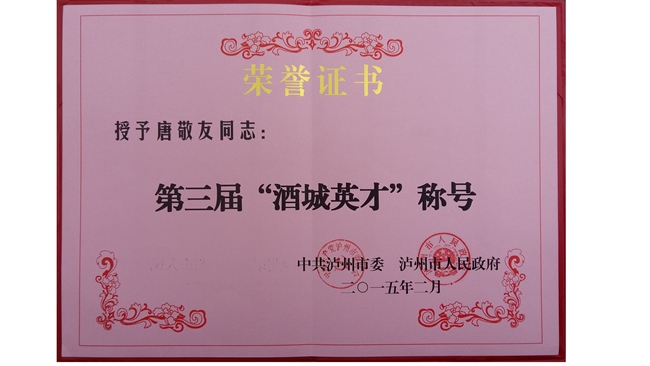 荣誉证书
授予唐敬友同志：
第三届“酒城英才”称号
中共泸州市委 泸州市人民政府
二〇一五年二月